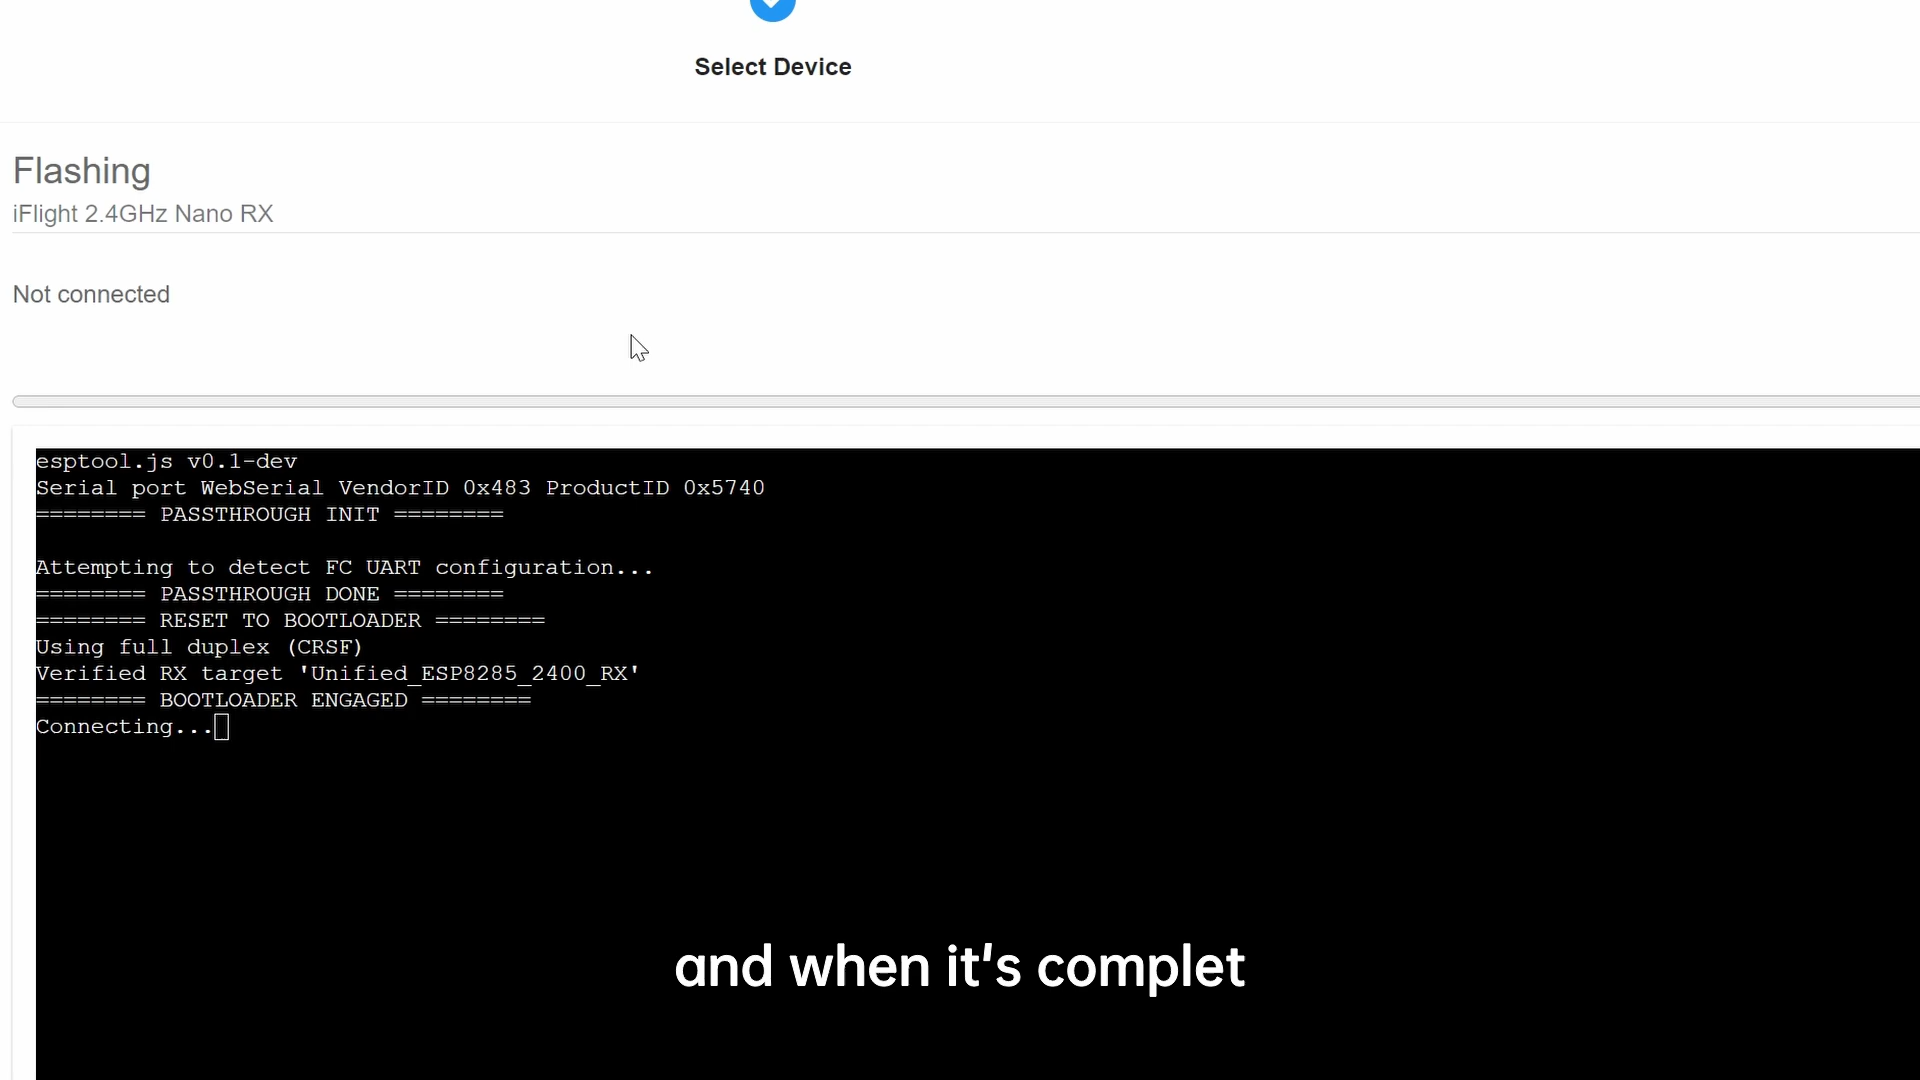 Select Device
Flashing
iFlight 2.4GHz Nano RX
Not connected
esptool.js v0.1-dev
Serial port WebSerial VendorID 0x483 ProductID 0x5740
======== PASSTHROUGH INIT ========
Attempting to detect FC UART configuration...
======== PASSTHROUGH DONE ========
======== RESET TO BOOTLOADER ========
Using full duplex (CRSF)
Verified RX target 'Unified_ESP8285_2400_RX'
======== BOOTLOADER ENGAGED ========
Connecting...
and when it's complet